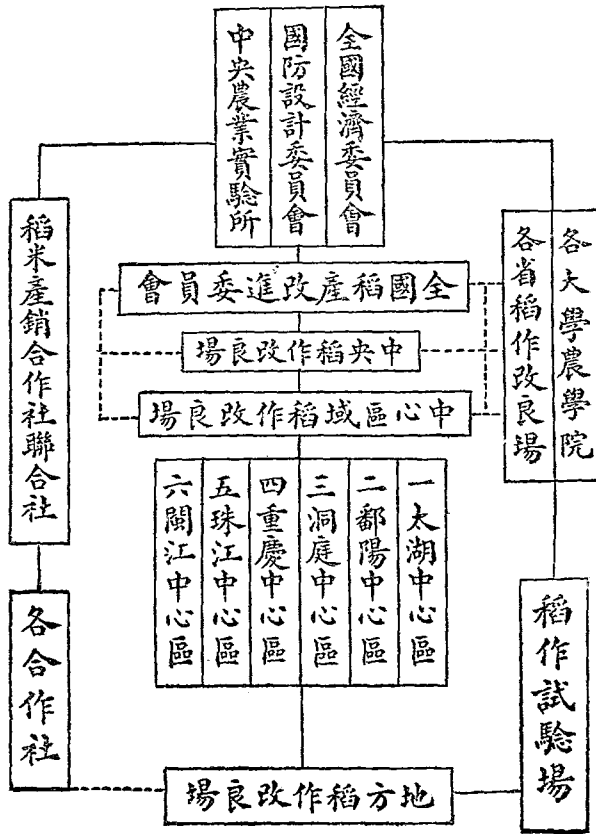 全國經濟委員會
國防設計委員會
中央農業實驗所
各大學農學院
各省稻作改良場
稻米產銷合作社聯合社
全國稻產改進委員會
中央稻作改良場
中心區域稻作改良場
一太湖中心區
二鄱陽中心區
三洞庭中心區
四重慶中心區
五珠江中心區
六閩江中心區
稻作試驗場
各合作社
地方稻作改良場